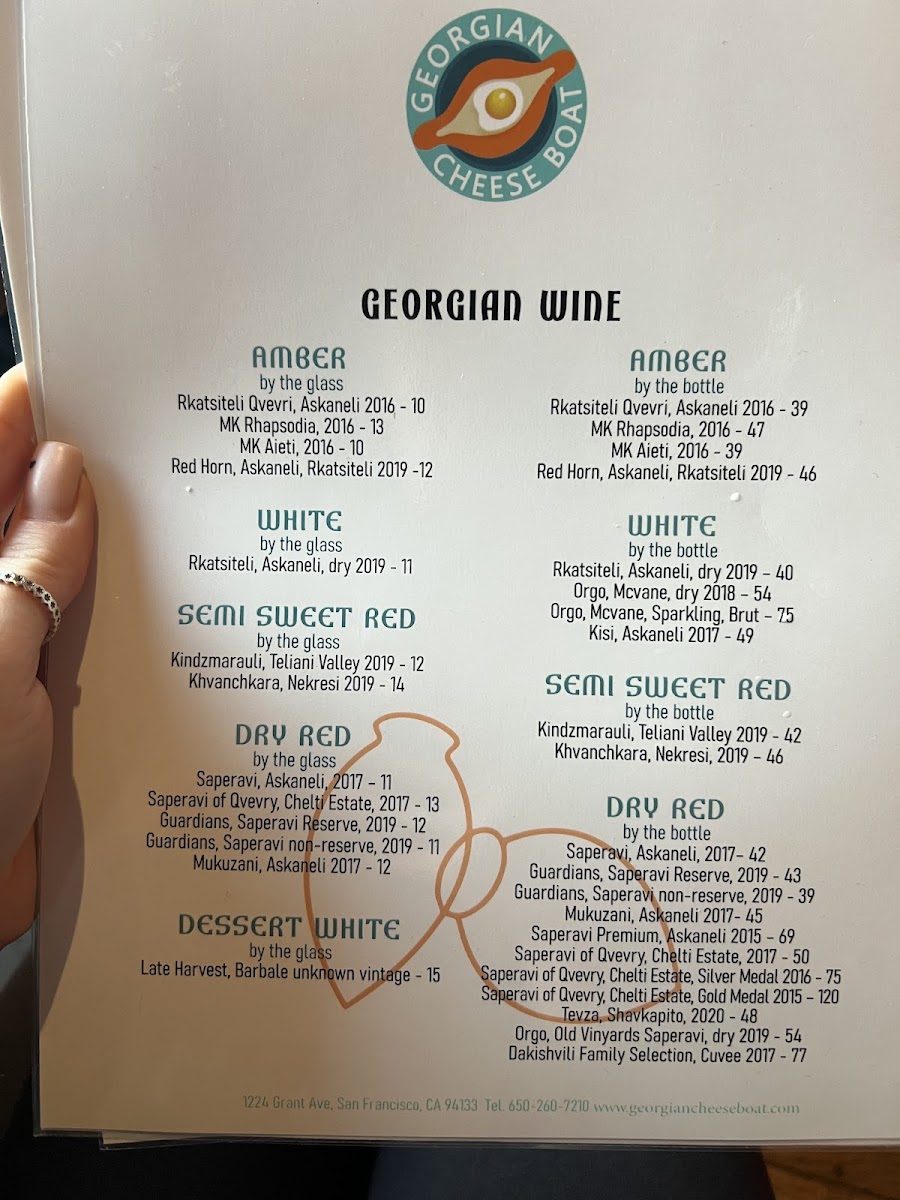 GEORGIAN
CHEESE BOAT
GEORGIAN WINE
AMBER
by the glass
Rkatsiteli Qvevri, Askaneli 2016 - 10
MK Rhapsodia, 2016 - 13
MK Aieti, 2016 - 10
Red Horn, Askaneli, Rkatsiteli 2019 -12
WHITE
by the glass
Rkatsiteli, Askaneli, dry 2019 - 11
SEMI SWEET RED
by the glass
Kindzmarauli, Teliani Valley 2019 - 12
Khvanchkara, Nekresi 2019 - 14
DRY RED
by the glass
Saperavi, Askaneli, 2017 - 11
Saperavi of Qvevry, Chelti Estate, 2017 - 13
Guardians, Saperavi Reserve, 2019 - 12
Guardians, Saperavi non-reserve, 2019 - 11
Mukuzani, Askaneli 2017 - 12
DESSERT WHITE
by the glass
Late Harvest, Barbale unknown vintage - 15
AMBER
by the bottle
Rkatsiteli Qvevri, Askaneli 2016 - 39
MK Rhapsodia, 2016 - 47
MK Aieti, 2016 - 39
Red Horn, Askaneli, Rkatsiteli 2019 - 46
WHITE
by the bottle
Rkatsiteli, Askaneli, dry 2019 – 40
Orgo, Mcvane, dry 2018 – 54
Orgo, Mcvane, Sparkling, Brut – 75
Kisi, Askaneli 2017 - 49
SEMI SWEET RED
by the bottle
Kindzmarauli, Teliani Valley 2019 - 42
Khvanchkara, Nekresi, 2019 - 46
DRY RED
by the bottle
Saperavi, Askaneli, 2017– 42
Guardians, Saperavi Reserve, 2019 - 43
Guardians, Saperavi non-reserve, 2019 - 39
Mukuzani, Askaneli 2017- 45
Saperavi Premium, Askaneli 2015 – 69
Saperavi of Qvevry, Chelti Estate, 2017 - 50
Saperavi of Qvevry, Chelti Estate, Silver Medal 2016 - 75
Saperavi of Qvevry, Chelti Estate, Gold Medal 2015 – 120
Tevza, Shavkapito, 2020 - 48
Orgo, Old Vinyards Saperavi, dry 2019 - 54
Dakishvili Family Selection, Cuvee 2017 - 77
1224 Grant Ave, San Francisco, CA 94133 Tel. 650-260-7210 www.georgiancheeseboat.com